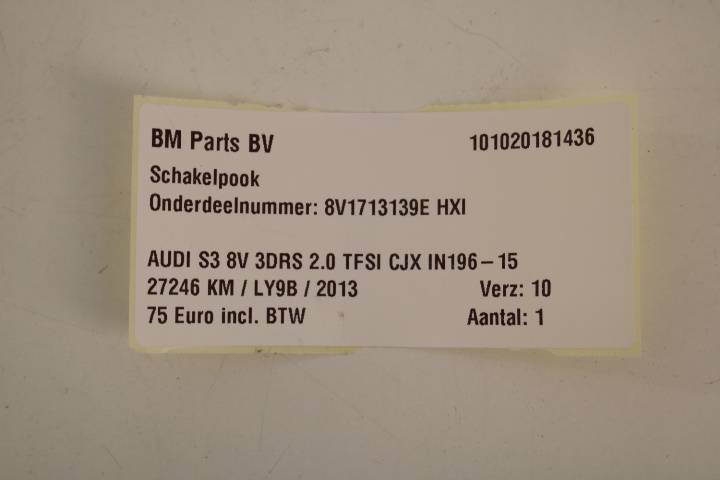 BM Parts BV 101020181436
Schakelpook
Onderdeelnummer: 8V1713139E HXI
AUDI S3 8V 3DRS 2.0 TFSI CJX IN196-15
27246 KM / LY9B / 2013 Verz: 10
75 Euro incl. BTW Aantal: 1